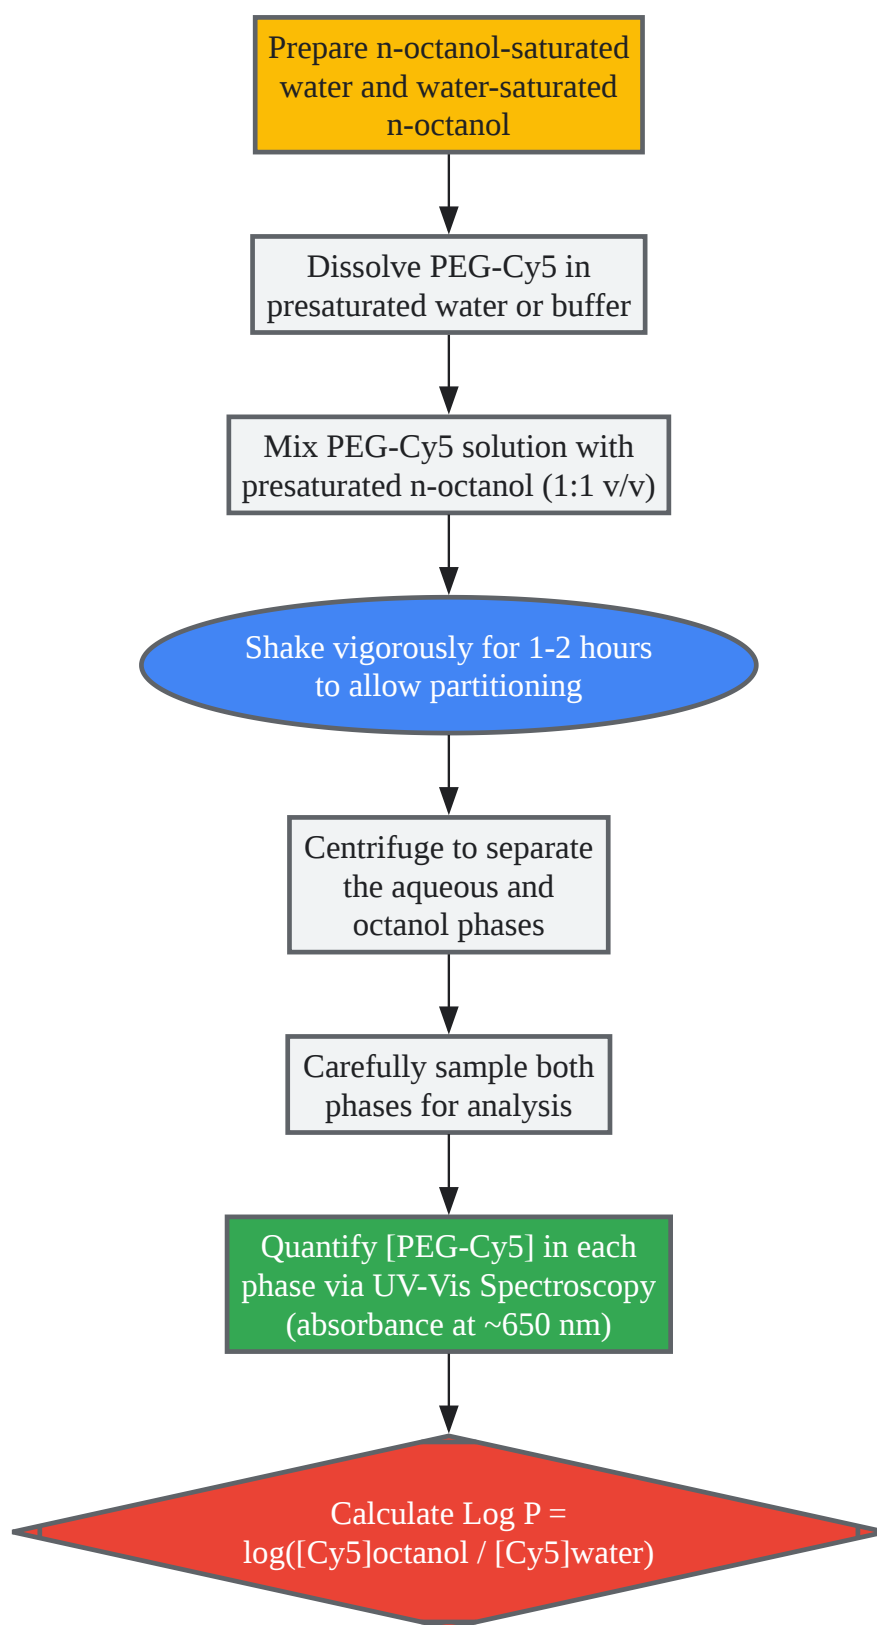 Prepare n-octanol-saturated
water and water-saturated
n-octanol
Dissolve PEG-Cy5 in
presaturated water or buffer
Mix PEG-Cy5 solution with
presaturated n-octanol (1:1 v/v)
Shake vigorously for 1-2 hours
to allow partitioning
Centrifuge to separate
the aqueous and
octanol phases
Carefully sample both
phases for analysis
Quantify [PEG-Cy5] in each
phase via UV-Vis Spectroscopy
(absorbance at ~650 nm)
Calculate Log P =
log([Cy5]octanol / [Cy5]water)